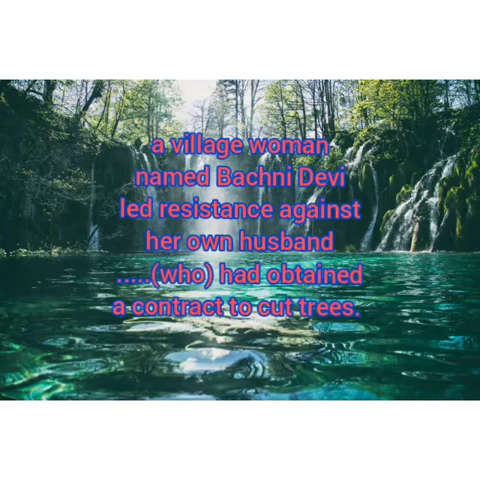 a village woman
named Bachni Devi
led resistance against
her own husband
.....(who) had obtained
a contract to cut trees.